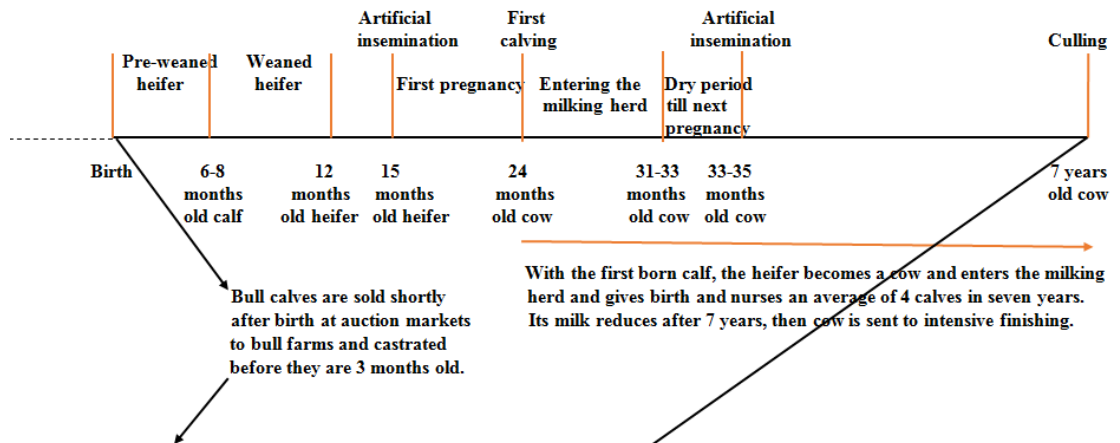 Artificial
insemination
First
calving
Artificial
insemination
Culling
Pre-weaned
heifer
Weaned
heifer
First pregnancy
Entering the
milking herd
Dry period
till next
pregnancy
Birth
6-8
months
old calf
12
months
old heifer
15
months
old heifer
24
months
old cow
31-33
months
old cow
33-35
months
old cow
7 years
old cow
With the first born calf, the heifer becomes a cow and enters the milking
herd and gives birth and nurses an average of 4 calves in seven years.
Its milk reduces after 7 years, then cow is sent to intensive finishing.
Bull calves are sold shortly
after birth at auction markets
to bull farms and castrated
before they are 3 months old.